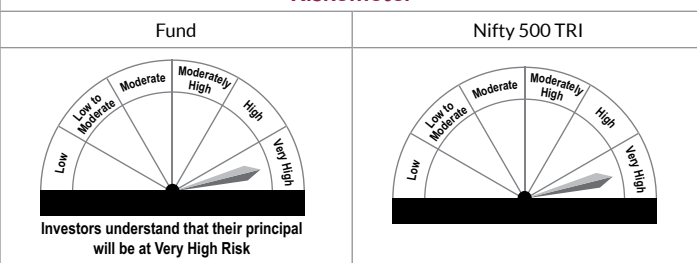 Riskometer
Fund
Nifty 500 TRI
Low
Low to
Moderate
Moderate
Moderately
High
High
Very High
Investors understand that their principal
will be at Very High Risk
Low
Low to
Moderate
Moderate
Moderately
High
High
Very High